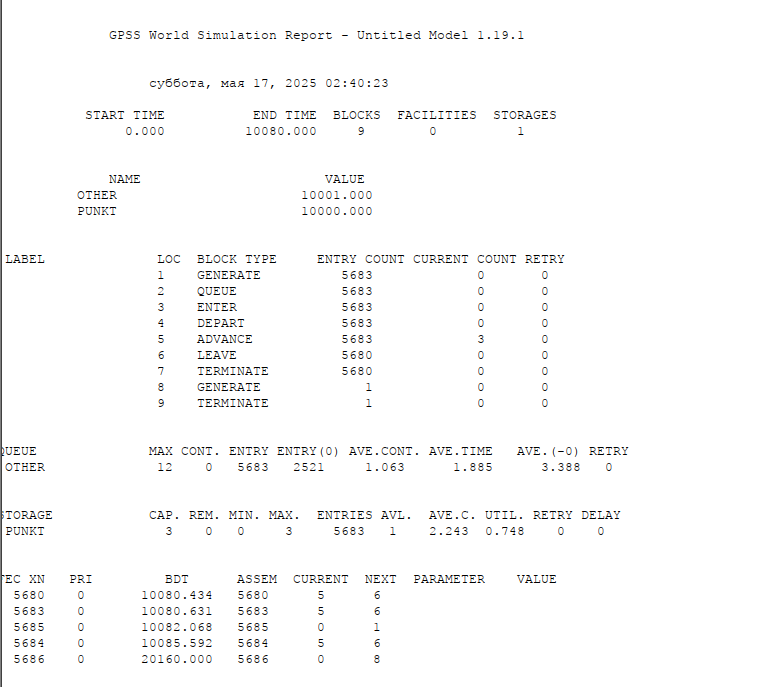 GPSS World Simulation Report - Untitled Model 1.19.1
суббота, мая 17, 2025 02:40:23
START TIME END TIME BLOCKS FACILITIES STORAGES
0.000 10080.000 9 0 1
NAME VALUE
OTHER 10001.000
PUNKT 10000.000
LABEL LOC BLOCK TYPE ENTRY COUNT CURRENT COUNT RETRY
1 GENERATE 5683 0 0
2 QUEUE 5683 0 0
3 ENTER 5683 0 0
4 DEPART 5683 0 0
5 ADVANCE 5683 3 0
6 LEAVE 5680 0 0
7 TERMINATE 5680 0 0
8 GENERATE 1 0 0
9 TERMINATE 1 0 0
QUEUE MAX CONT. ENTRY ENTRY(0) AVE.CONT. AVE.TIME AVE.(-0) RETRY
OTHER 12 0 5683 2521 1.063 1.885 3.388 0
STORAGE CAP. REM. MIN. MAX. ENTRIES AVL. AVE.C. UTIL. RETRY DELAY
PUNKT 3 0 0 3 5683 1 2.243 0.748 0 0
FEC XN PRI BDT ASSEM CURRENT NEXT PARAMETER VALUE
5680 0 10080.434 5680 5 6
5683 0 10080.631 5683 5 6
5685 0 10082.068 5685 0 1
5684 0 10085.592 5684 5 6
5686 0 20160.000 5686 0 8